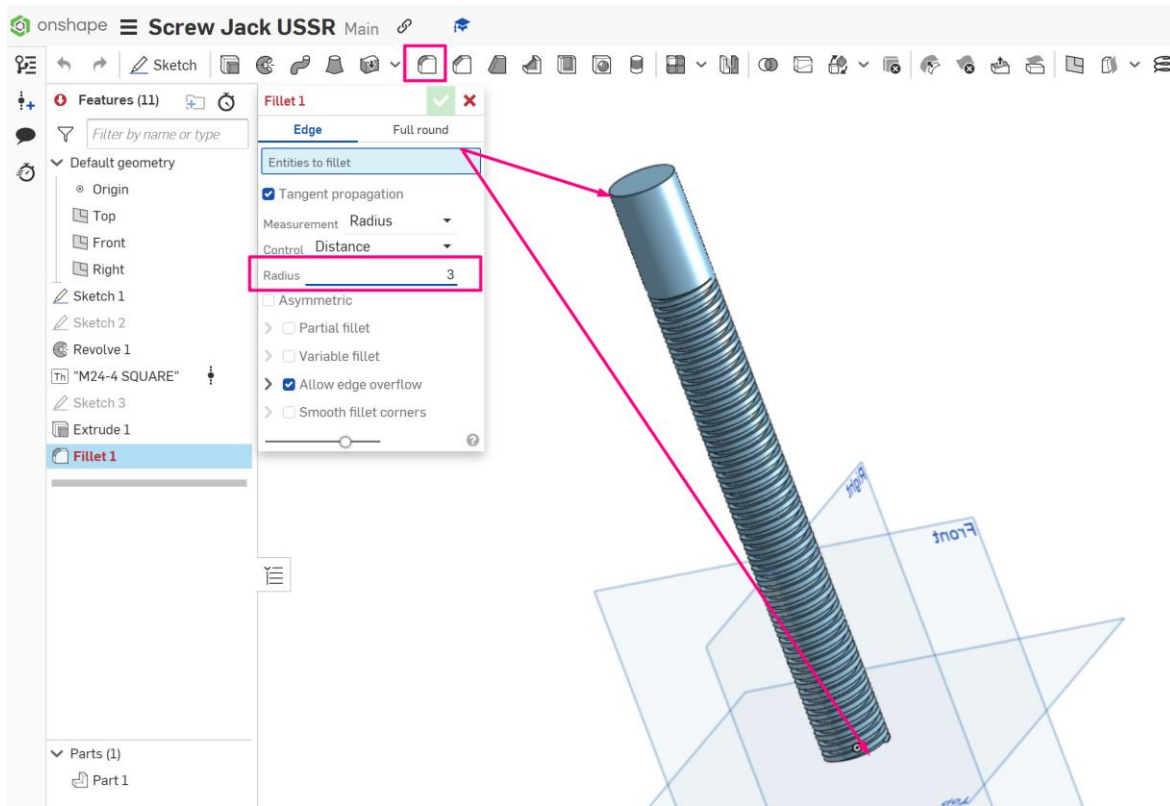 onshape Screw Jack USSR Main
Sketch
Features (11)
Filter by name or type
Default geometry
Origin
Top
Front
Right
Sketch 1
Sketch 2
Revolve 1
Th "M24-4 SQUARE"
Sketch 3
Extrude 1
Fillet 1
Parts (1)
Part 1
Fillet 1
Edge Full round
Entities to fillet
Tangent propagation
Measurement Radius
Control Distance
Radius 3
Asymmetric
Partial fillet
Variable fillet
Allow edge overflow
Smooth fillet corners
Right
Front
Top